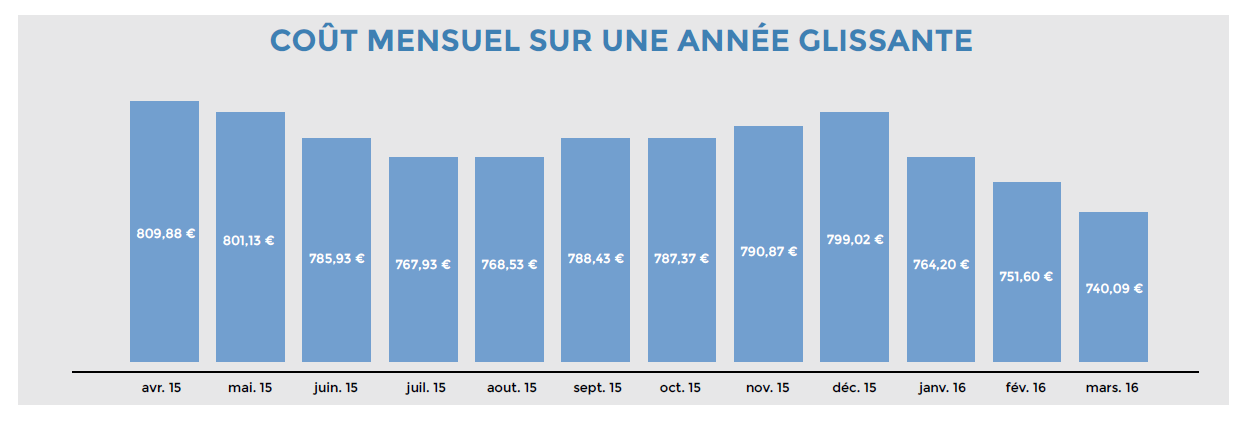 COÛT MENSUEL SUR UNE ANNÉE GLISSANTE
809,88 €
801,13 €
785,93 €
767,93 €
768,53 €
788,43 €
787,37 €
790,87 €
799,02 €
764,20 €
751,60 €
740,09 €
avr. 15
mai. 15
juin. 15
juil. 15
aout. 15
sept. 15
oct. 15
nov. 15
déc. 15
janv. 16
fév. 16
mars. 16